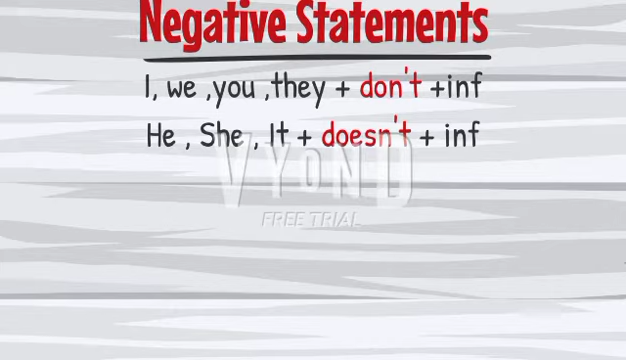 Negative Statements
I, we ,you ,they + don't +inf
He , She , It + doesn't + inf
VYOND
FREE TRIAL